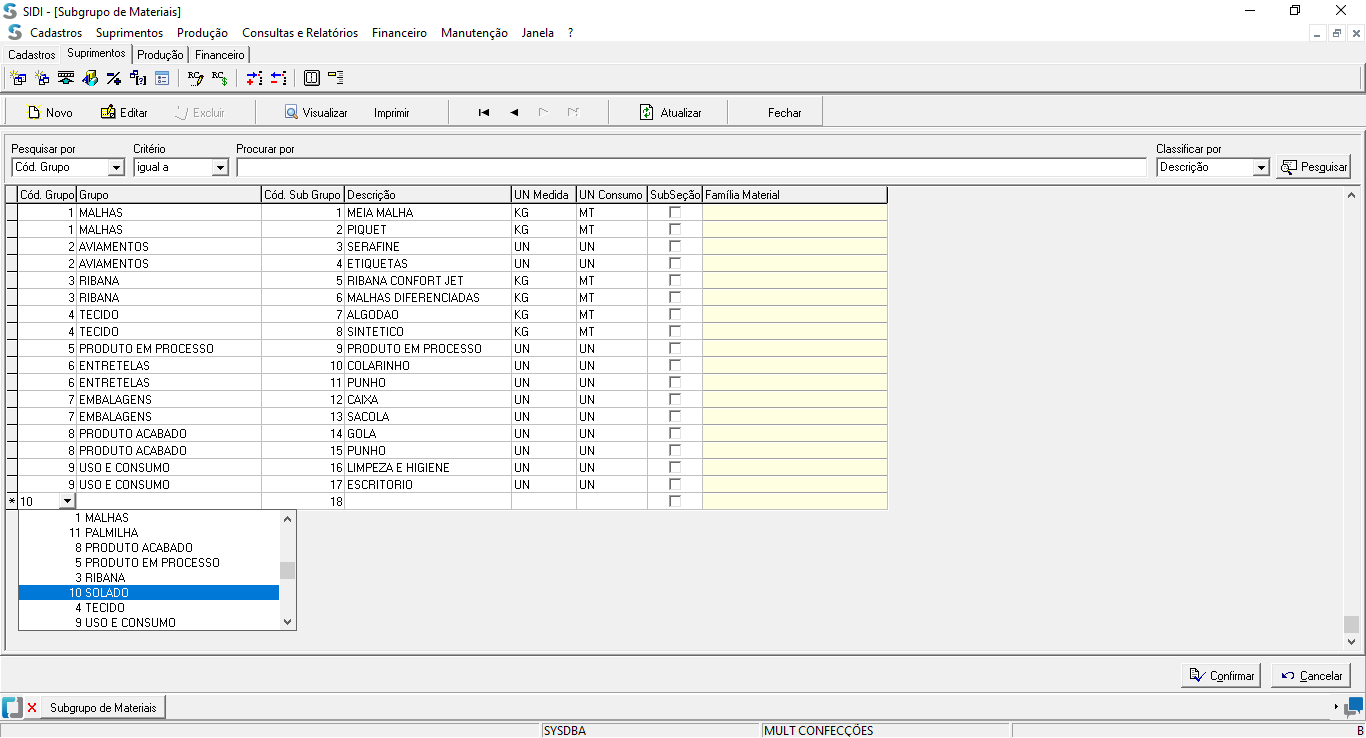 SIDI - [Subgrupo de Materiais]
Cadastros Suprimentos Produção Consultas e Relatórios Financeiro Manutenção Janela ?
Cadastros Suprimentos Produção Financeiro
Novo Editar Excluir Visualizar Imprimir Atualizar Fechar
Pesquisar por Critério Procurar por Classificar por
Cód. Grupo igual a Descrição Pesquisar
Cód. Grupo Grupo Cód. Sub Grupo Descrição UN Medida UN Consumo SubSeção Família Material
1 MALHAS 1 MEIA MALHA KG MT
1 MALHAS 2 PIQUET KG MT
2 AVIAMENTOS 3 SERAFINE UN UN
2 AVIAMENTOS 4 ETIQUETAS UN UN
3 RIBANA 5 RIBANA CONFORT JET KG MT
3 RIBANA 6 MALHAS DIFERENCIADAS KG MT
4 TECIDO 7 ALGODAO KG MT
4 TECIDO 8 SINTETICO KG MT
5 PRODUTO EM PROCESSO 9 PRODUTO EM PROCESSO UN UN
6 ENTRETELAS 10 COLARINHO UN UN
6 ENTRETELAS 11 PUNHO UN UN
7 EMBALAGENS 12 CAIXA UN UN
7 EMBALAGENS 13 SACOLA UN UN
8 PRODUTO ACABADO 14 GOLA UN UN
8 PRODUTO ACABADO 15 PUNHO UN UN
9 USO E CONSUMO 16 LIMPEZA E HIGIENE UN UN
9 USO E CONSUMO 17 ESCRITORIO UN UN
* 10 18
1 MALHAS
11 PALMILHA
8 PRODUTO ACABADO
5 PRODUTO EM PROCESSO
3 RIBANA
10 SOLADO
4 TECIDO
9 USO E CONSUMO
Confirmar Cancelar
Subgrupo de Materiais
SYSDBA MULT CONFECÇÕES B